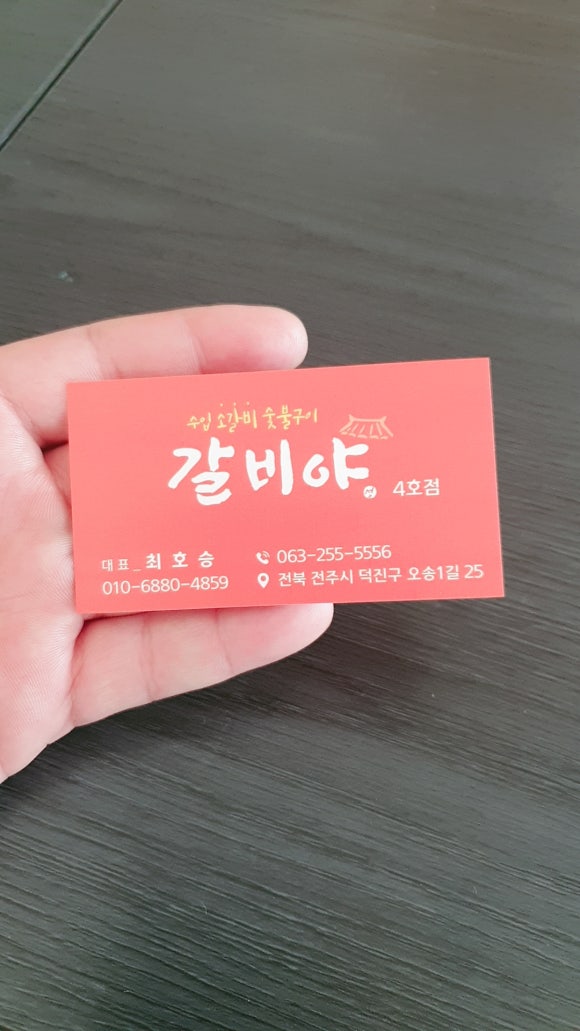 수입 소갈비 숯불구이
갈비야 4호점
대표_최호승
010-6880-4859
063-255-5556
전북 전주시 덕진구 오송1길 25